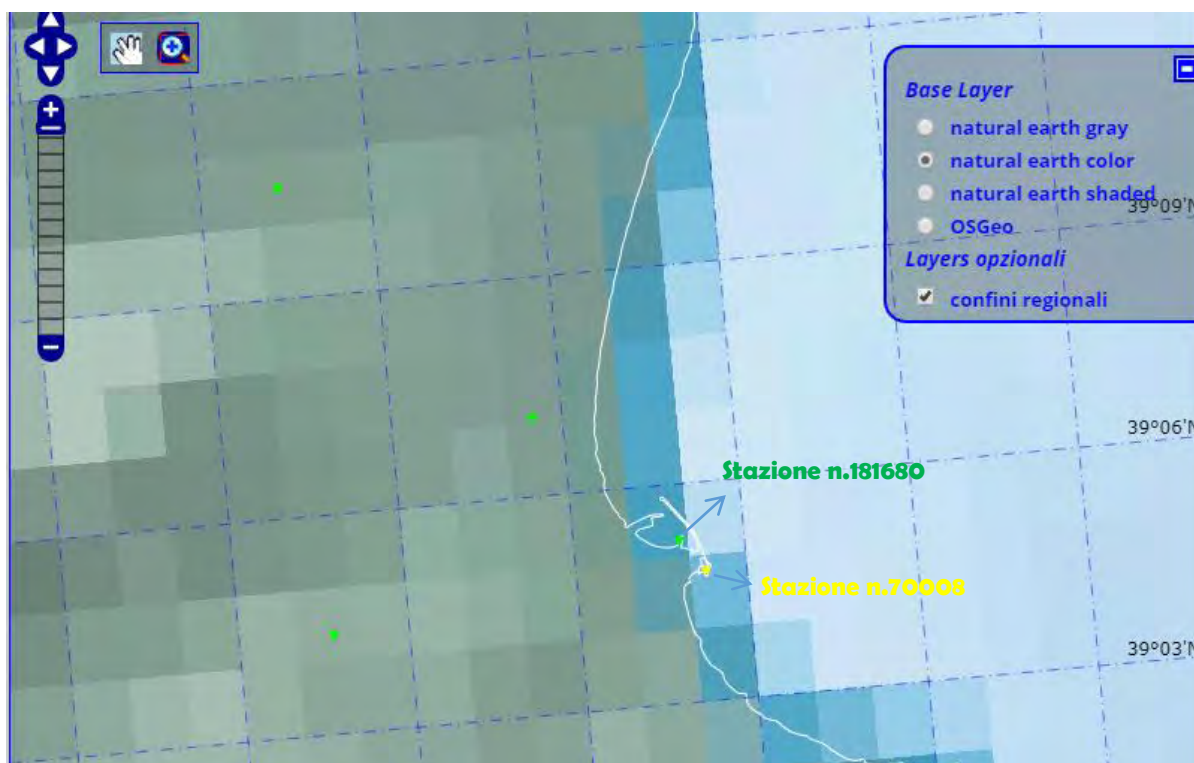 Base Layer
natural earth gray
natural earth color
natural earth shaded
39°09'N
OSGeo
Layers opzionali
confini regionali
39°06'N
Stazione n.181680
Stazione n.70008
39°03'N